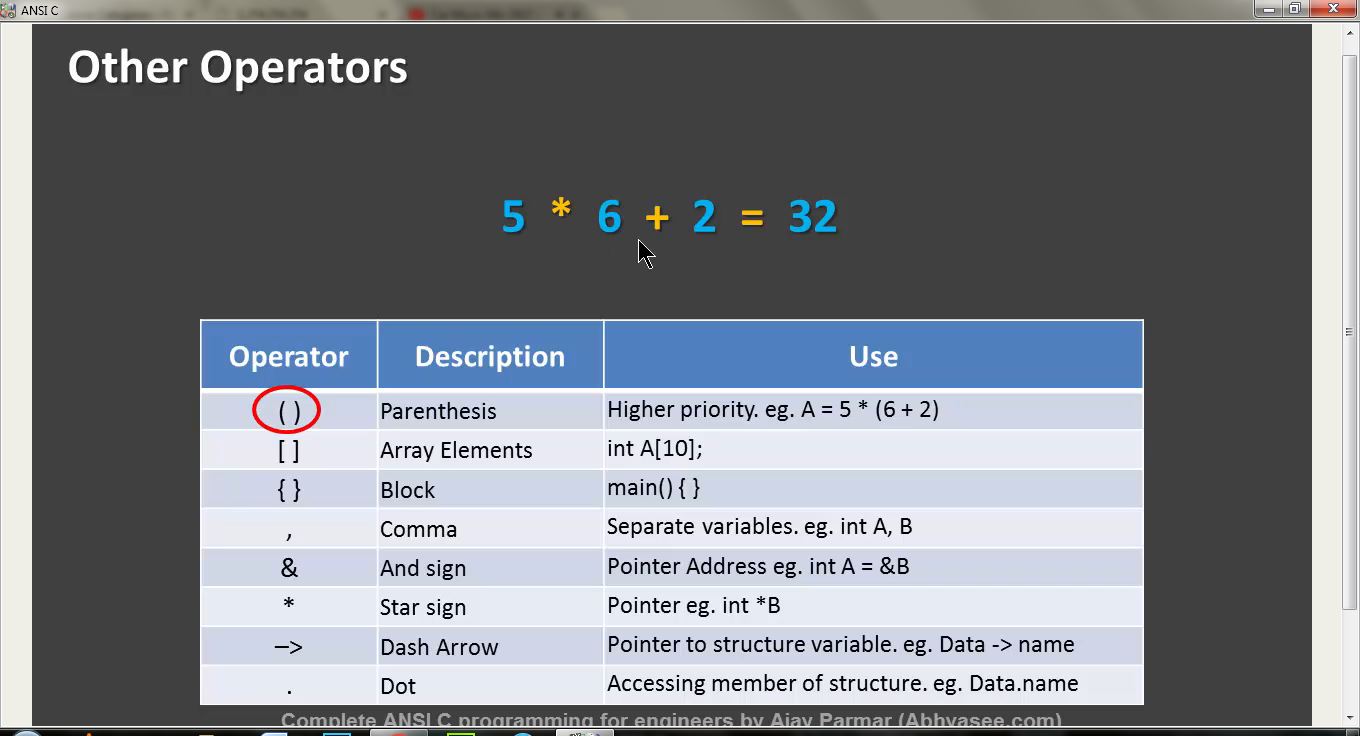 ANSI C
Other Operators
5 * 6 + 2 = 32
Operator Description Use
( ) Parenthesis Higher priority. eg. A = 5 * (6 + 2)
[ ] Array Elements int A[10];
{ } Block main() { }
, Comma Separate variables. eg. int A, B
& And sign Pointer Address eg. int A = &B
* Star sign Pointer eg. int *B
–> Dash Arrow Pointer to structure variable. eg. Data -> name
. Dot Accessing member of structure. eg. Data.name
Complete ANSI C programming for engineers by Ajay Parmar (Abhyasee.com)